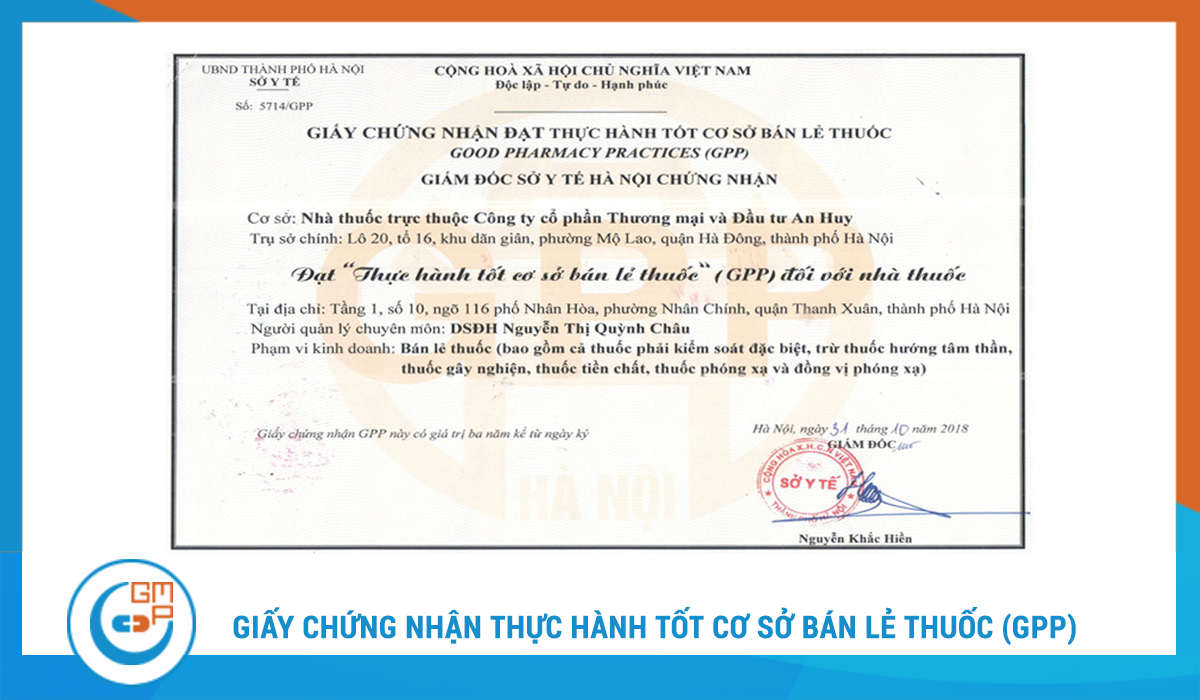 UBND THÀNH PHỐ HÀ NỘI
SỞ Y TẾ
Số: 5714/GPP
CỘNG HOÀ XÃ HỘI CHỦ NGHĨA VIỆT NAM
Độc lập - Tự do - Hạnh phúc
GIẤY CHỨNG NHẬN ĐẠT THỰC HÀNH TỐT CƠ SỞ BÁN LẺ THUỐC
GOOD PHARMACY PRACTICES (GPP)
GIÁM ĐỐC SỞ Y TẾ HÀ NỘI CHỨNG NHẬN
Cơ sở: Nhà thuốc trực thuộc Công ty cổ phần Thương mại và Đầu tư An Huy
Trụ sở chính: Lô 20, tổ 16, khu dãn giân, phường Mộ Lao, quận Hà Đông, thành phố Hà Nội
Đạt “Thực hành tốt cơ sở bán lẻ thuốc“ (GPP) đối với nhà thuốc
Tại địa chỉ: Tầng 1, số 10, ngõ 116 phố Nhân Hòa, phường Nhân Chính, quận Thanh Xuân, thành phố Hà Nội
Người quản lý chuyên môn: DSĐH Nguyễn Thị Quỳnh Châu
Phạm vi kinh doanh: Bán lẻ thuốc (bao gồm cả thuốc phải kiểm soát đặc biệt, trừ thuốc hướng tâm thần,
thuốc gây nghiện, thuốc tiền chất, thuốc phóng xạ và đồng vị phóng xạ)
GPP
HÀ NỘI
Giấy chứng nhận GPP này có giá trị ba năm kể từ ngày ký
Hà Nội, ngày 31 tháng 10 năm 2018
GIÁM ĐỐC
CỘNG HÒA X.H.C.N VIỆT NAM
SỞ Y TẾ
THÀNH PHỐ HÀ NỘI
Nguyễn Khắc Hiền
GMP
GIẤY CHỨNG NHẬN THỰC HÀNH TỐT CƠ SỞ BÁN LẺ THUỐC (GPP)